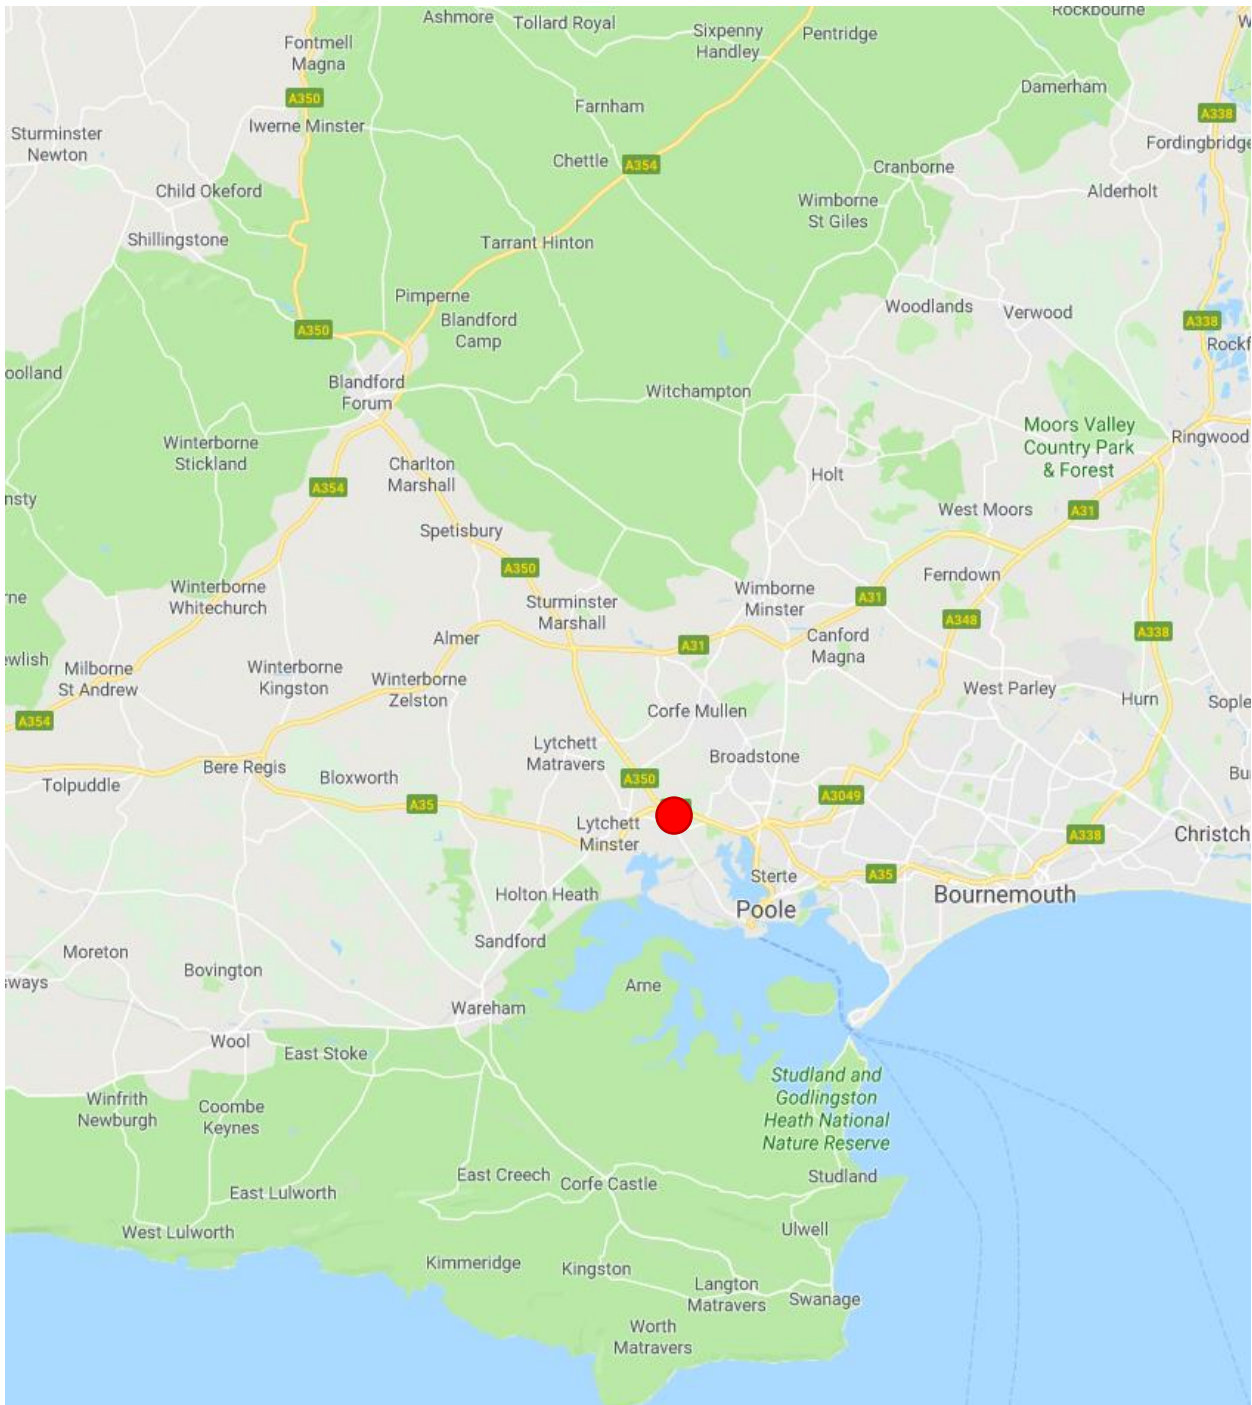 Ashmore
Tollard Royal
Sixpenny
Handley
Pentridge
Rockbourne
Fontmell
Magna
A350
Iwerne Minster
Farnham
Damerham
A338
Sturminster
Newton
Fordingbridge
Chettle
A354
Cranborne
Child Okeford
Wimborne
St Giles
Alderholt
Shillingstone
Tarrant Hinton
Pimperne
Blandford
Camp
Woodlands
Verwood
A350
A338
Rockf
oolland
Blandford
Forum
Witchampton
Moors Valley
Country Park
& Forest
Ringwood
Winterborne
Stickland
Charlton
Marshall
Holt
A354
nsty
West Moors
A31
Spetisbury
A350
Ferndown
Winterborne
Whitechurch
Sturminster
Marshall
Wimborne
Minster
A31
rne
A348
Almer
A31
Canford
Magna
A338
ewlish
Milborne
St Andrew
Winterborne
Kingston
Winterborne
Zelston
West Parley
Hurn
Sople
A354
Corfe Mullen
Lytchett
Matravers
Broadstone
Tolpuddle
Bere Regis
Bloxworth
A350
Bu
A35
A3049
Lytchett
Minster
A338
Christch
Sterte
A35
Holton Heath
Bournemouth
Poole
Sandford
Moreton
Bovington
sways
Arne
Wareham
Wool
East Stoke
Studland and
Godlingston
Heath National
Nature Reserve
Winfrith
Newburgh
Coombe
Keynes
East Creech
Corfe Castle
Studland
East Lulworth
West Lulworth
Ulwell
Kimmeridge
Kingston
Langton
Matravers
Swanage
Worth
Matravers